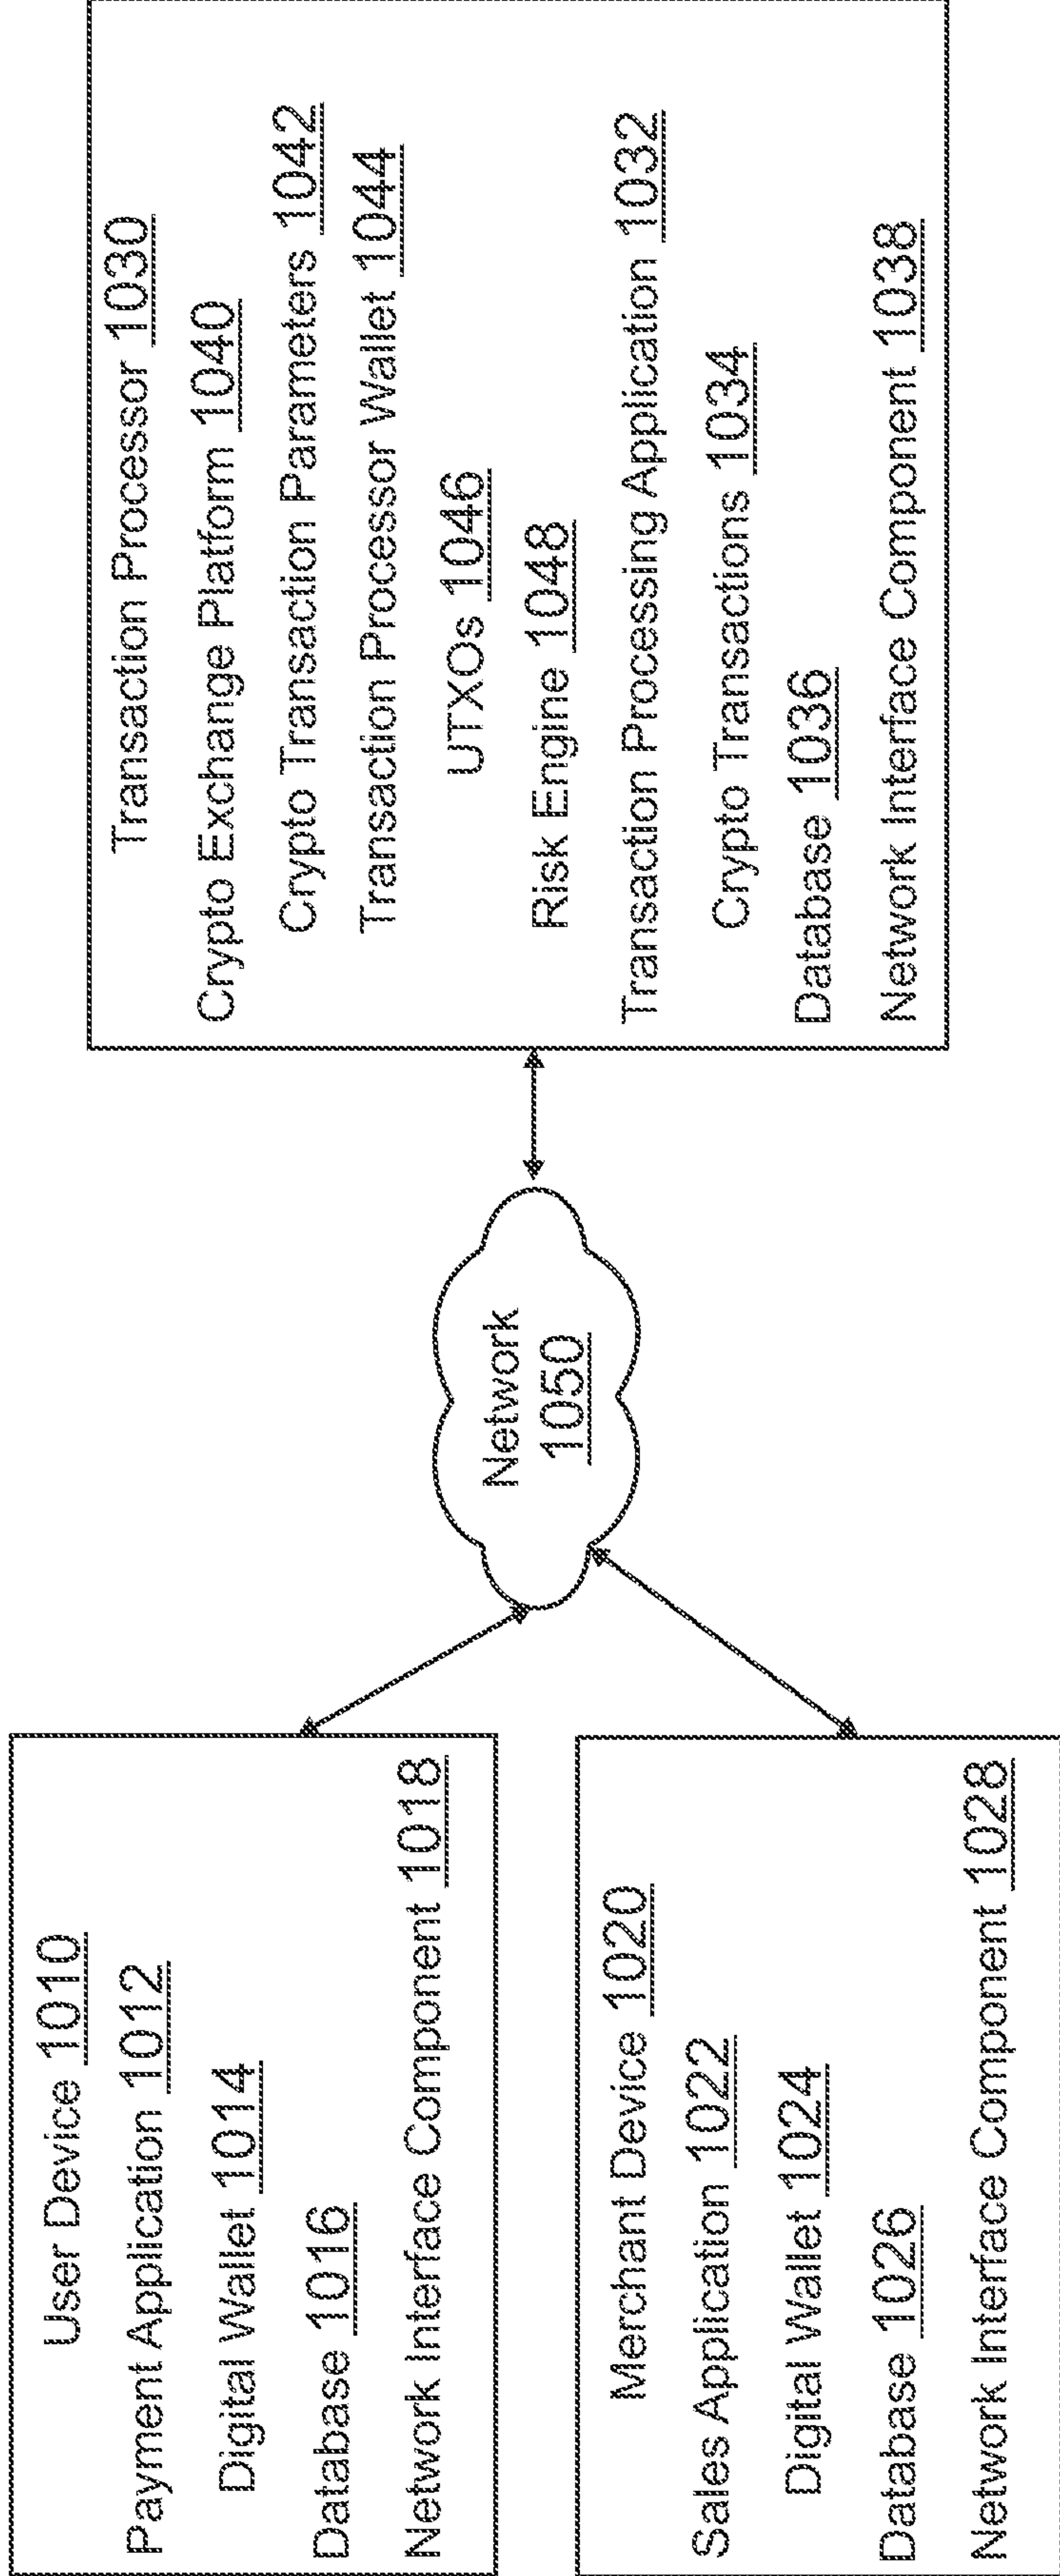 User Device 1010
Payment Application 1012
Digital Wallet 1014
Database 1016
Network Interface Component 1018
Merchant Device 1020
Sales Application 1022
Digital Wallet 1024
Database 1026
Network Interface Component 1028
Network
1050
Transaction Processor 1030
Crypto Exchange Platform 1040
Crypto Transaction Parameters 1042
Transaction Processor Wallet 1044
UTXOs 1046
Risk Engine 1048
Transaction Processing Application 1032
Crypto Transactions 1034
Database 1036
Network Interface Component 1038